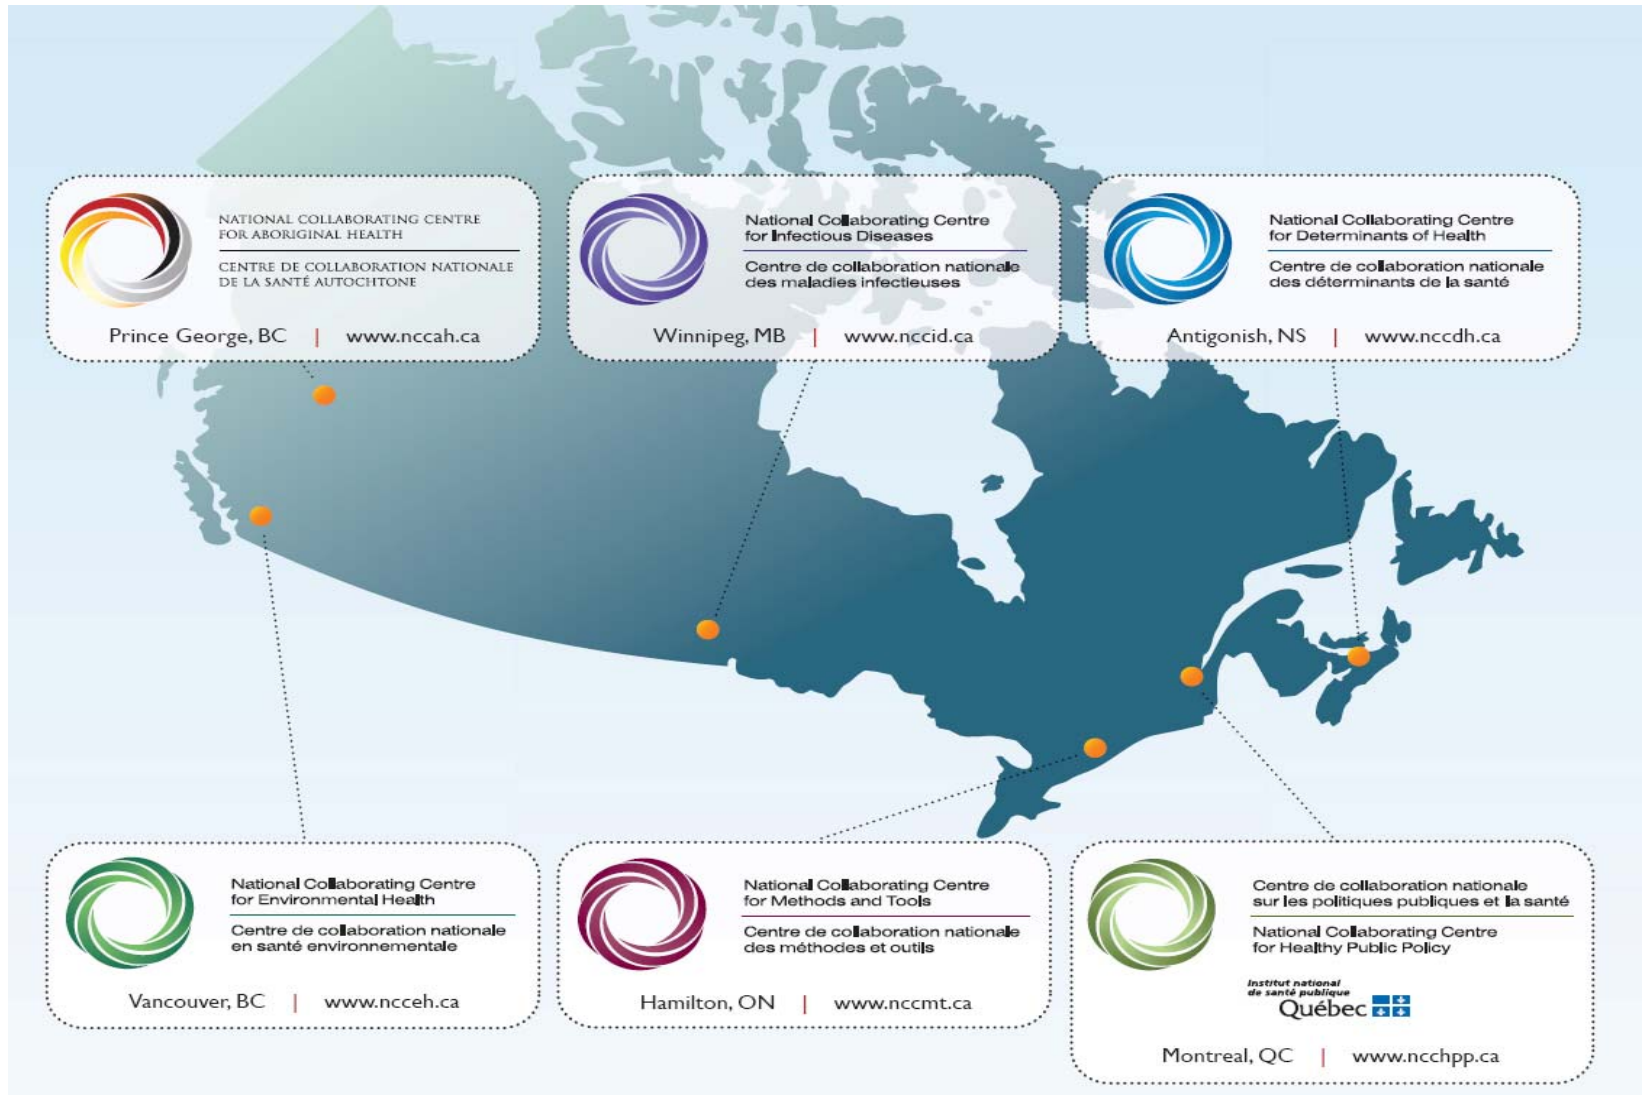 NATIONAL COLLABORATING CENTRE
FOR ABORIGINAL HEALTH
CENTRE DE COLLABORATION NATIONALE
DE LA SANTÉ AUTOCHTONE
Prince George, BC | www.nccah.ca
National Collaborating Centre
for Infectious Diseases
Centre de collaboration nationale
des maladies infectieuses
Winnipeg, MB | www.nccid.ca
National Collaborating Centre
for Determinants of Health
Centre de collaboration nationale
des déterminants de la santé
Antigonish, NS | www.nccdh.ca
National Collaborating Centre
for Environmental Health
Centre de collaboration nationale
en santé environnementale
Vancouver, BC | www.ncceh.ca
National Collaborating Centre
for Methods and Tools
Centre de collaboration nationale
des méthodes et outils
Hamilton, ON | www.nccmt.ca
Centre de collaboration nationale
sur les politiques publiques et la santé
National Collaborating Centre
for Healthy Public Policy
Institut national
de santé publique
Québec
Montreal, QC | www.ncchpp.ca